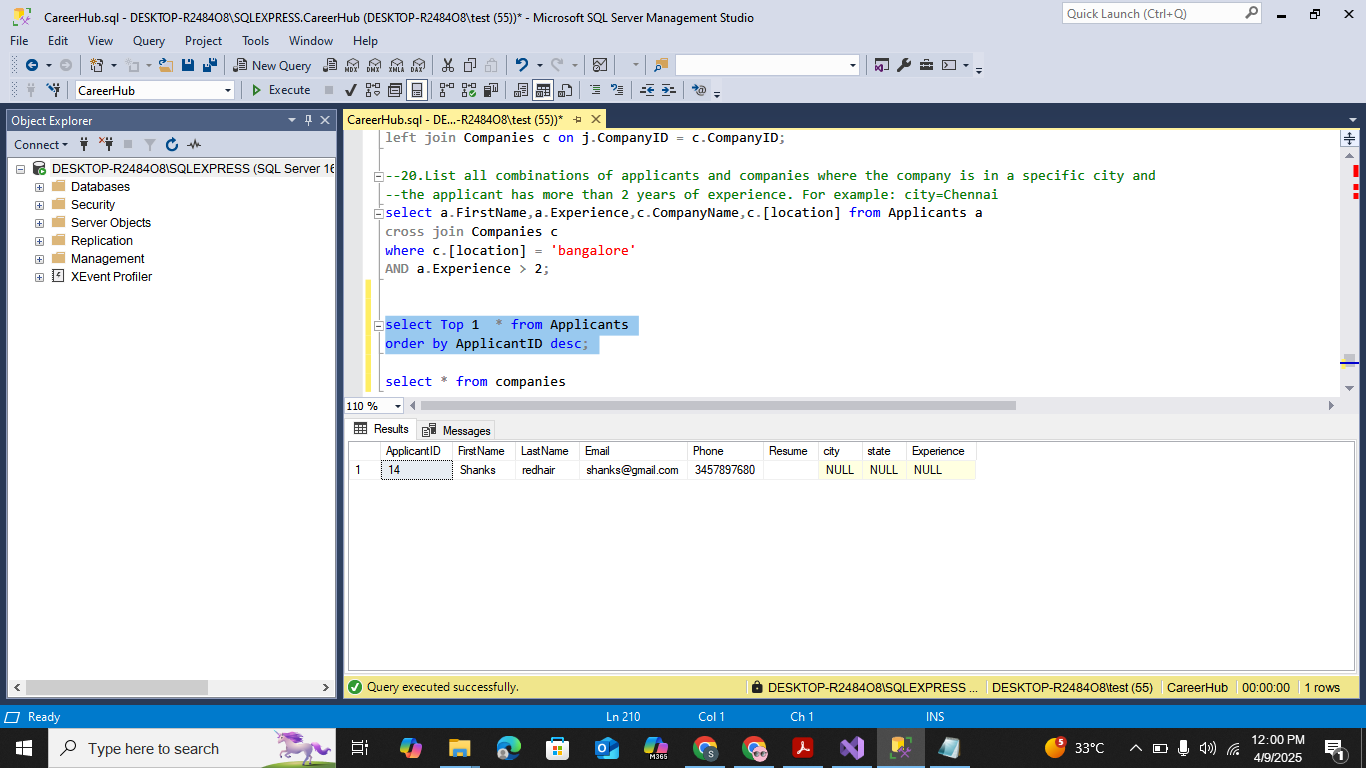 CareerHub.sql - DESKTOP-R2484O8\SQLEXPRESS.CareerHub (DESKTOP-R2484O8\test (55))* - Microsoft SQL Server Management Studio
Quick Launch (Ctrl+Q)
File Edit View Query Project Tools Window Help
New Query
MDX DMX XMLA DAX
CareerHub
Execute
Object Explorer
Connect
DESKTOP-R2484O8\SQLEXPRESS (SQL Server 16
Databases
Security
Server Objects
Replication
Management
XEvent Profiler
CareerHub.sql - DE...-R2484O8\test (55))*
left join Companies c on j.CompanyID = c.CompanyID;
--20.List all combinations of applicants and companies where the company is in a specific city and
--the applicant has more than 2 years of experience. For example: city=Chennai
select a.FirstName,a.Experience,c.CompanyName,c.[location] from Applicants a
cross join Companies c
where c.[location] = 'bangalore'
AND a.Experience > 2;
select Top 1  * from Applicants
order by ApplicantID desc;
select * from companies
110 %
Results Messages
ApplicantID FirstName LastName Email Phone Resume city state Experience
1 14 Shanks redhair shanks@gmail.com 3457897680 NULL NULL NULL
Query executed successfully.
DESKTOP-R2484O8\SQLEXPRESS ... DESKTOP-R2484O8\test (55) CareerHub 00:00:00 1 rows
Ready
Ln 210 Col 1 Ch 1 INS
Type here to search
M365
S
5
33°C
12:00 PM
4/9/2025
1